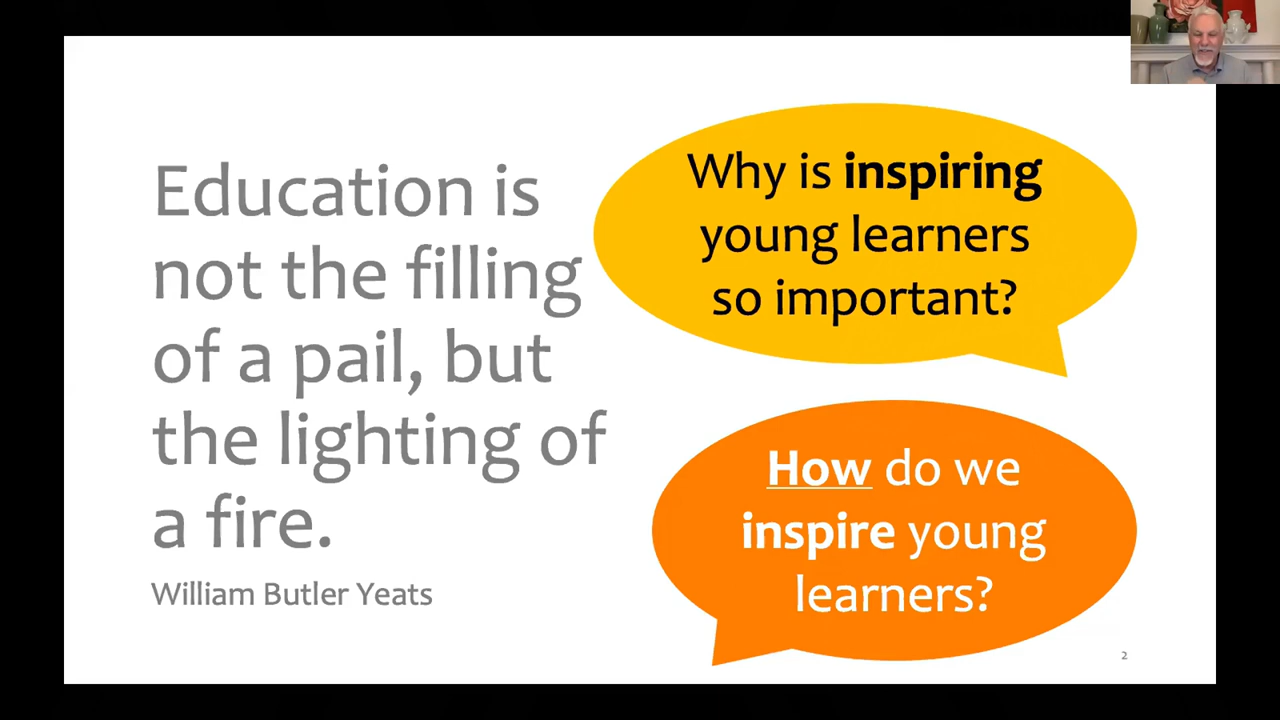 Education is
not the filling
of a pail, but
the lighting of
a fire.
William Butler Yeats
Why is inspiring
young learners
so important?
How do we
inspire young
learners?
2